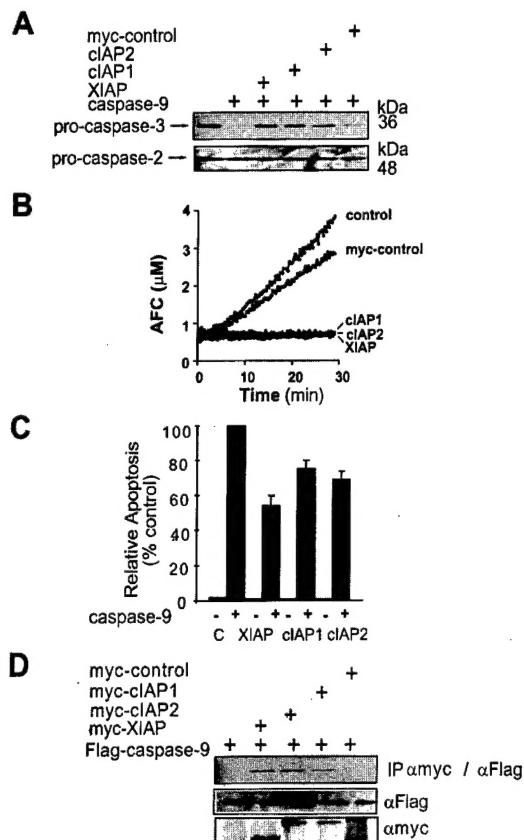 A
myc-control +
cIAP2 +
cIAP1 +
XIAP +
caspase-9 + + + + +
kDa
pro-caspase-3 → 36
kDa
pro-caspase-2 → 48
B
4
3
2
1
0
AFC (µM)
control
myc-control
cIAP1
cIAP2
XIAP
0 10 20 30
Time (min)
C
100
80
60
40
20
0
Relative Apoptosis
(% control)
caspase-9 - + - + - + - +
C XIAP cIAP1 cIAP2
D
myc-control +
myc-cIAP1 +
myc-cIAP2 +
myc-XIAP +
Flag-caspase-9 + + + + +
IP αmyc / αFlag
αFlag
αmyc